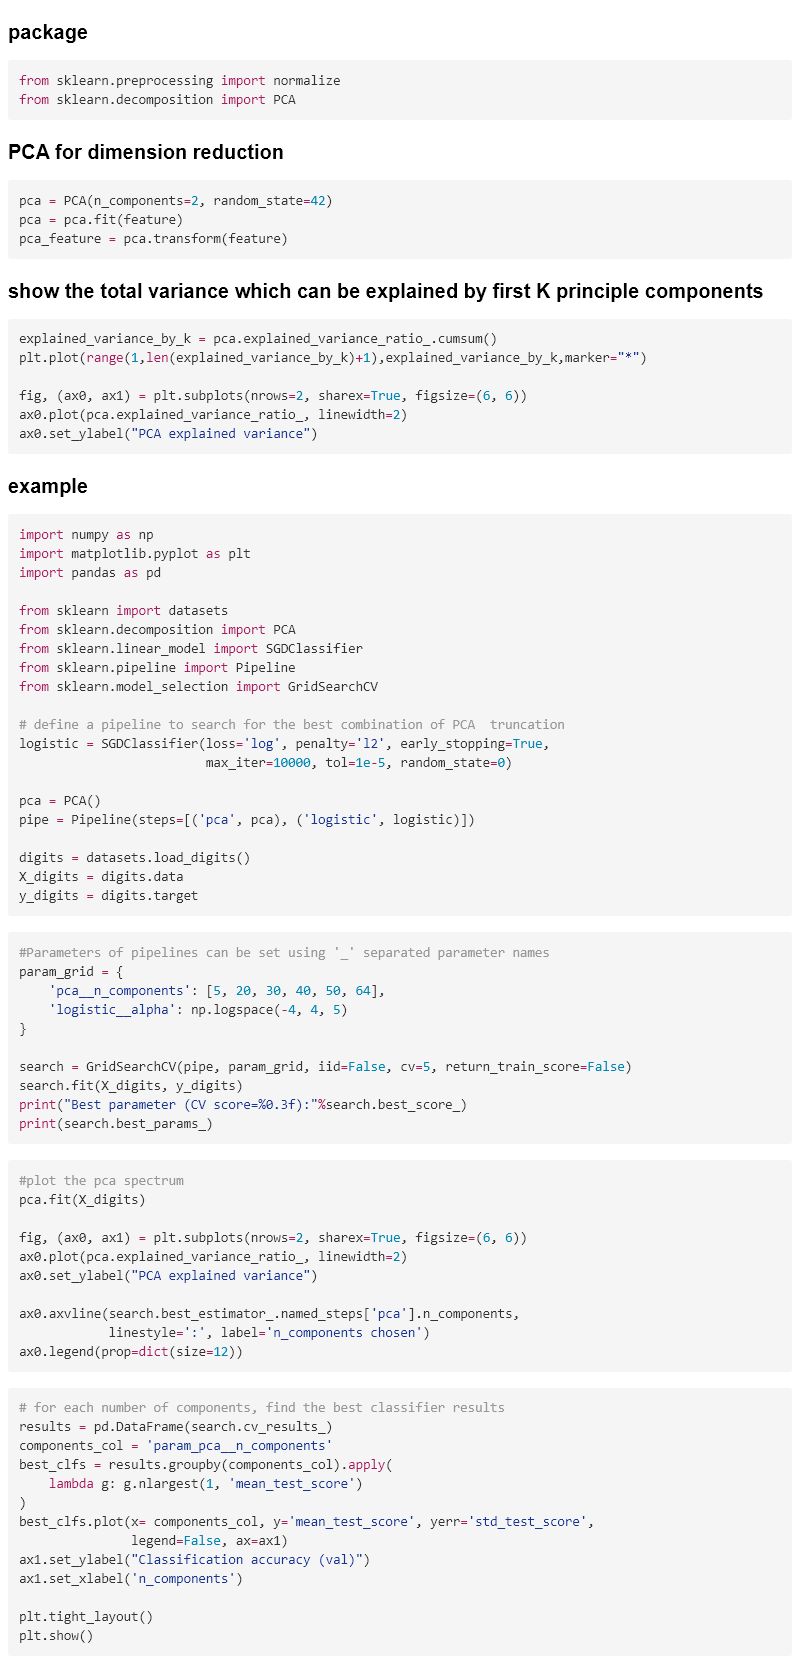 package
from sklearn.preprocessing import normalize
from sklearn.decomposition import PCA
PCA for dimension reduction
pca = PCA(n_components=2, random_state=42)
pca = pca.fit(feature)
pca_feature = pca.transform(feature)
show the total variance which can be explained by first K principle components
explained_variance_by_k = pca.explained_variance_ratio_.cumsum()
plt.plot(range(1,len(explained_variance_by_k)+1),explained_variance_by_k,marker="*")
fig, (ax0, ax1) = plt.subplots(nrows=2, sharex=True, figsize=(6, 6))
ax0.plot(pca.explained_variance_ratio_, linewidth=2)
ax0.set_ylabel("PCA explained variance")
example
import numpy as np
import matplotlib.pyplot as plt
import pandas as pd
from sklearn import datasets
from sklearn.decomposition import PCA
from sklearn.linear_model import SGDClassifier
from sklearn.pipeline import Pipeline
from sklearn.model_selection import GridSearchCV
# define a pipeline to search for the best combination of PCA  truncation
logistic = SGDClassifier(loss='log', penalty='l2', early_stopping=True,
                         max_iter=10000, tol=1e-5, random_state=0)
pca = PCA()
pipe = Pipeline(steps=[('pca', pca), ('logistic', logistic)])
digits = datasets.load_digits()
X_digits = digits.data
y_digits = digits.target
#Parameters of pipelines can be set using '_' separated parameter names
param_grid = {
    'pca__n_components': [5, 20, 30, 40, 50, 64],
    'logistic__alpha': np.logspace(-4, 4, 5)
}
search = GridSearchCV(pipe, param_grid, iid=False, cv=5, return_train_score=False)
search.fit(X_digits, y_digits)
print("Best parameter (CV score=%0.3f):"%search.best_score_)
print(search.best_params_)
#plot the pca spectrum
pca.fit(X_digits)
fig, (ax0, ax1) = plt.subplots(nrows=2, sharex=True, figsize=(6, 6))
ax0.plot(pca.explained_variance_ratio_, linewidth=2)
ax0.set_ylabel("PCA explained variance")
ax0.axvline(search.best_estimator_.named_steps['pca'].n_components,
            linestyle=':', label='n_components chosen')
ax0.legend(prop=dict(size=12))
# for each number of components, find the best classifier results
results = pd.DataFrame(search.cv_results_)
components_col = 'param_pca__n_components'
best_clfs = results.groupby(components_col).apply(
    lambda g: g.nlargest(1, 'mean_test_score')
)
best_clfs.plot(x= components_col, y='mean_test_score', yerr='std_test_score',
               legend=False, ax=ax1)
ax1.set_ylabel("Classification accuracy (val)")
ax1.set_xlabel('n_components')
plt.tight_layout()
plt.show()